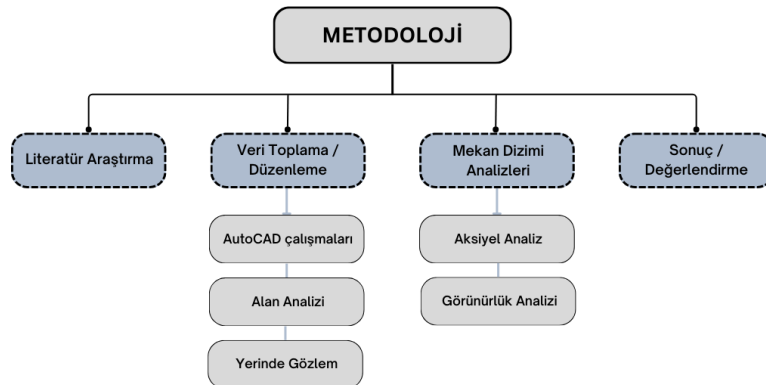 METODOLOJİ
Literatür Araştırma
Veri Toplama /
Düzenleme
Mekan Dizimi
Analizleri
Sonuç /
Değerlendirme
AutoCAD çalışmaları
Aksiyel Analiz
Alan Analizi
Görünürlük Analizi
Yerinde Gözlem